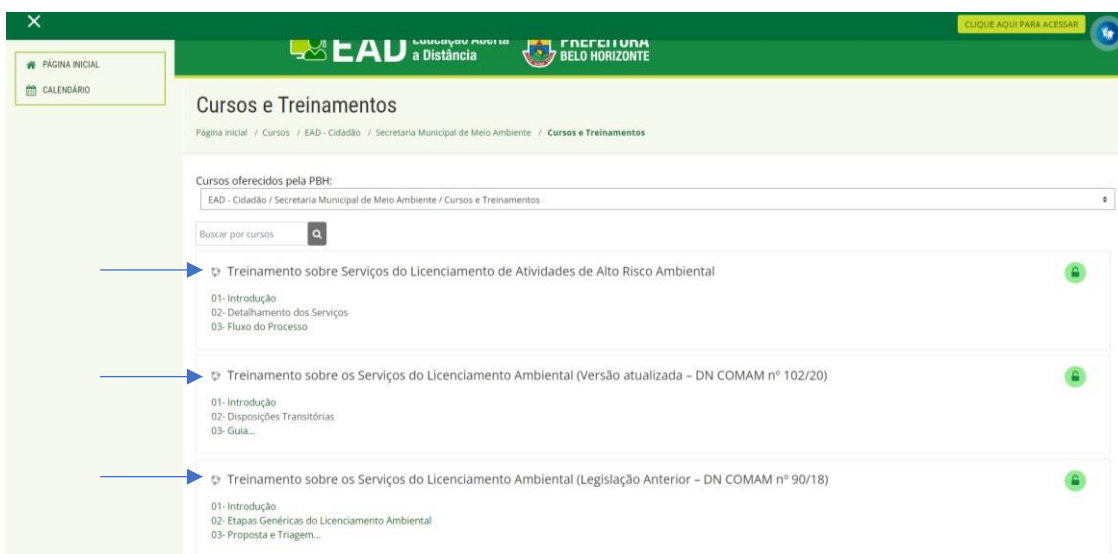 CLIQUE AQUI PARA ACESSAR
PÁGINA INICIAL
CALENDÁRIO
EAD Educação Aberta
a Distância
PREFEITURA
BELO HORIZONTE
Cursos e Treinamentos
Página inicial / Cursos / EAD - Cidadão / Secretaria Municipal de Meio Ambiente / Cursos e Treinamentos
Cursos oferecidos pela PBH:
EAD - Cidadão / Secretaria Municipal de Meio Ambiente / Cursos e Treinamentos
Buscar por cursos
Treinamento sobre Serviços do Licenciamento de Atividades de Alto Risco Ambiental
01- Introdução
02- Detalhamento dos Serviços
03- Fluxo do Processo
Treinamento sobre os Serviços do Licenciamento Ambiental (Versão atualizada – DN COMAM nº 102/20)
01- Introdução
02- Disposições Transitórias
03- Guia...
Treinamento sobre os Serviços do Licenciamento Ambiental (Legislação Anterior – DN COMAM nº 90/18)
01- Introdução
02- Etapas Genéricas do Licenciamento Ambiental
03- Proposta e Triagem...